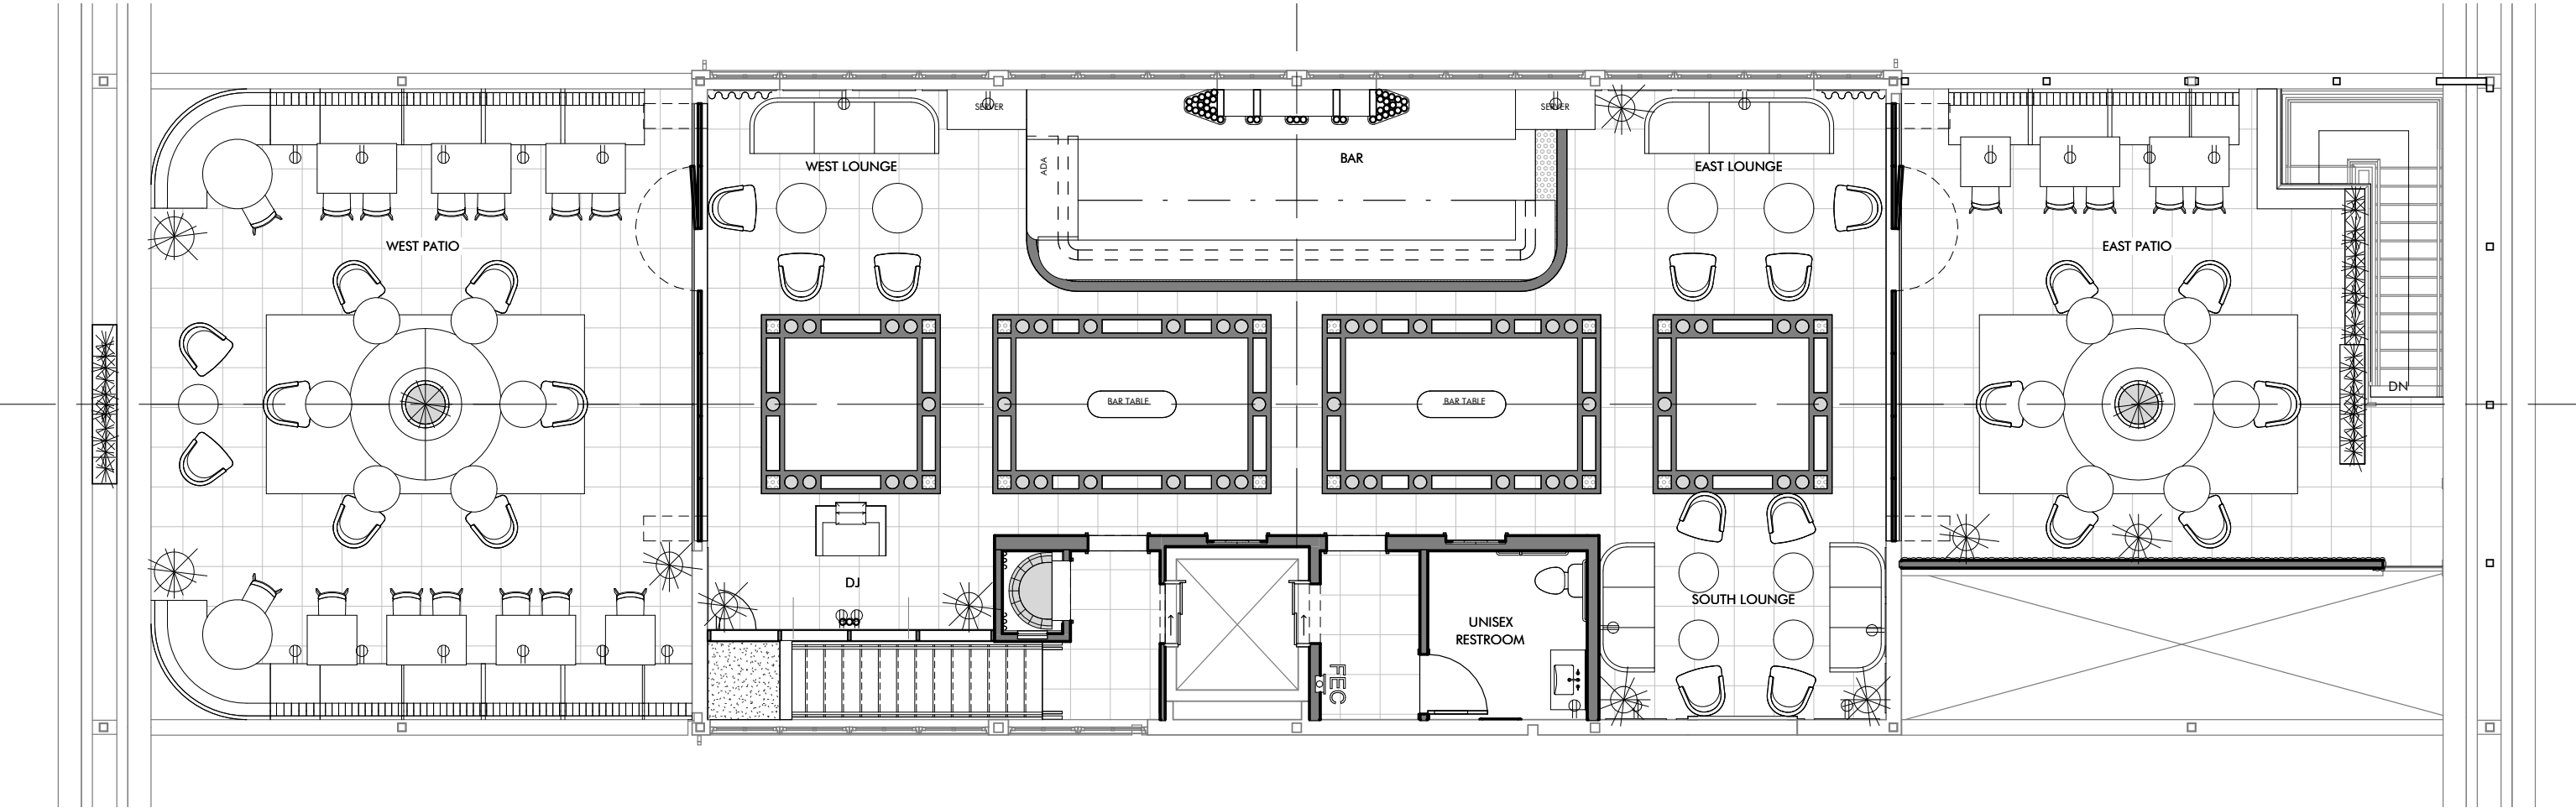 SERVER
SERVER
ADA
BAR
WEST LOUNGE
EAST LOUNGE
WEST PATIO
EAST PATIO
DN
BAR TABLE
BAR TABLE
DJ
SOUTH LOUNGE
UNISEX
RESTROOM
FEC